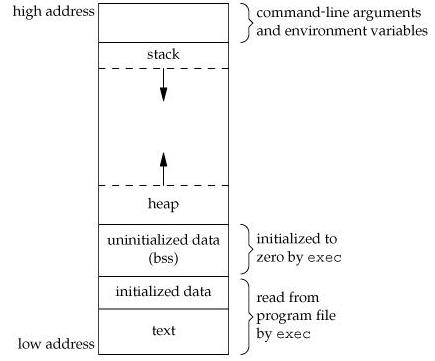 high address
command-line arguments
and environment variables
stack
heap
uninitialized data
(bss)
initialized to
zero by exec
initialized data
read from
program file
by exec
text
low address